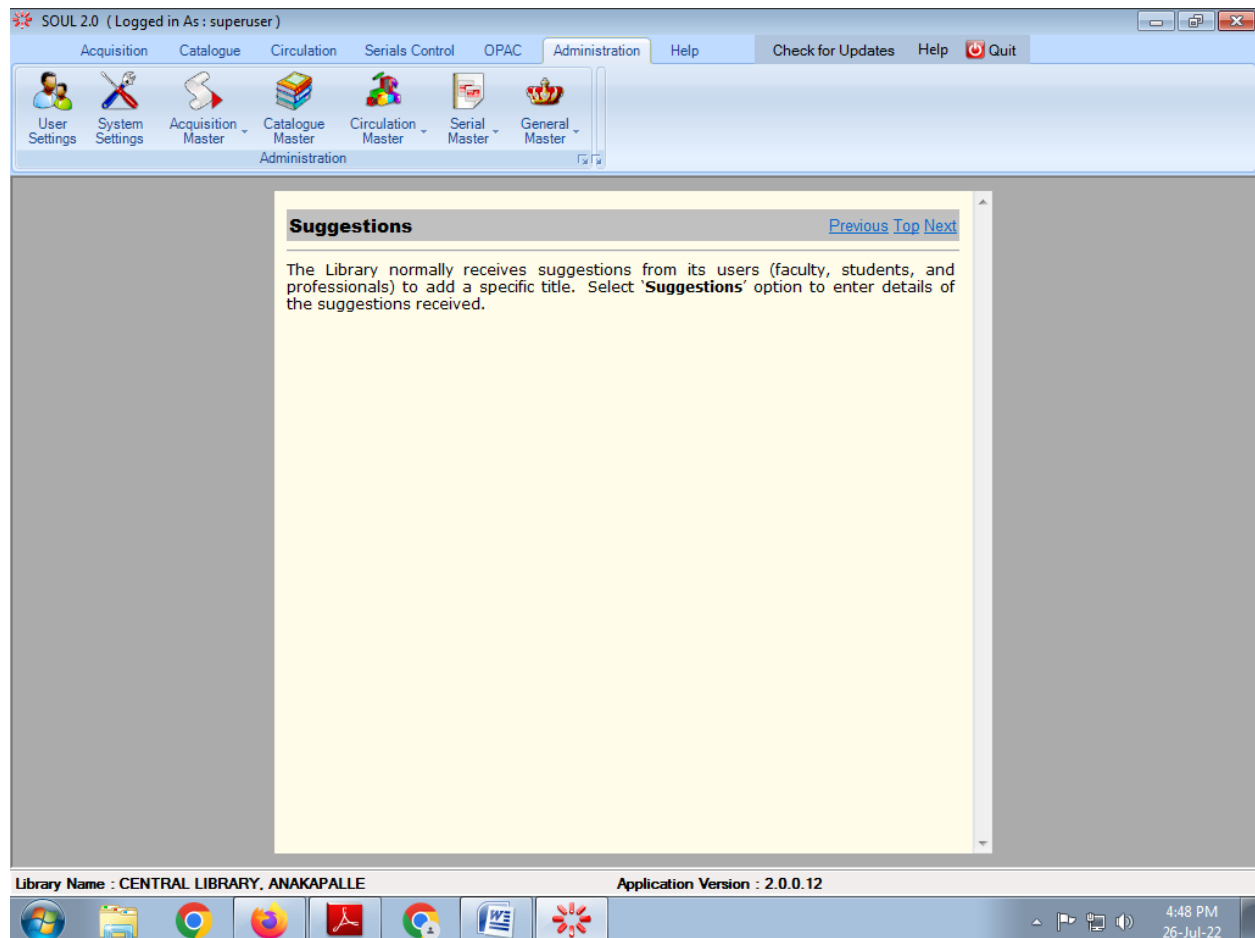 SOUL 2.0 ( Logged in As : superuser )
Acquisition Catalogue Circulation Serials Control OPAC Administration Help Check for Updates Help Quit
User Settings
System Settings
Acquisition Master
Catalogue Master
Circulation Master
Serial Master
General Master
Administration
Suggestions Previous Top Next
The Library normally receives suggestions from its users (faculty, students, and
professionals) to add a specific title. Select `Suggestions' option to enter details of
the suggestions received.
Library Name : CENTRAL LIBRARY, ANAKAPALLE Application Version : 2.0.0.12
4:48 PM
26-Jul-22